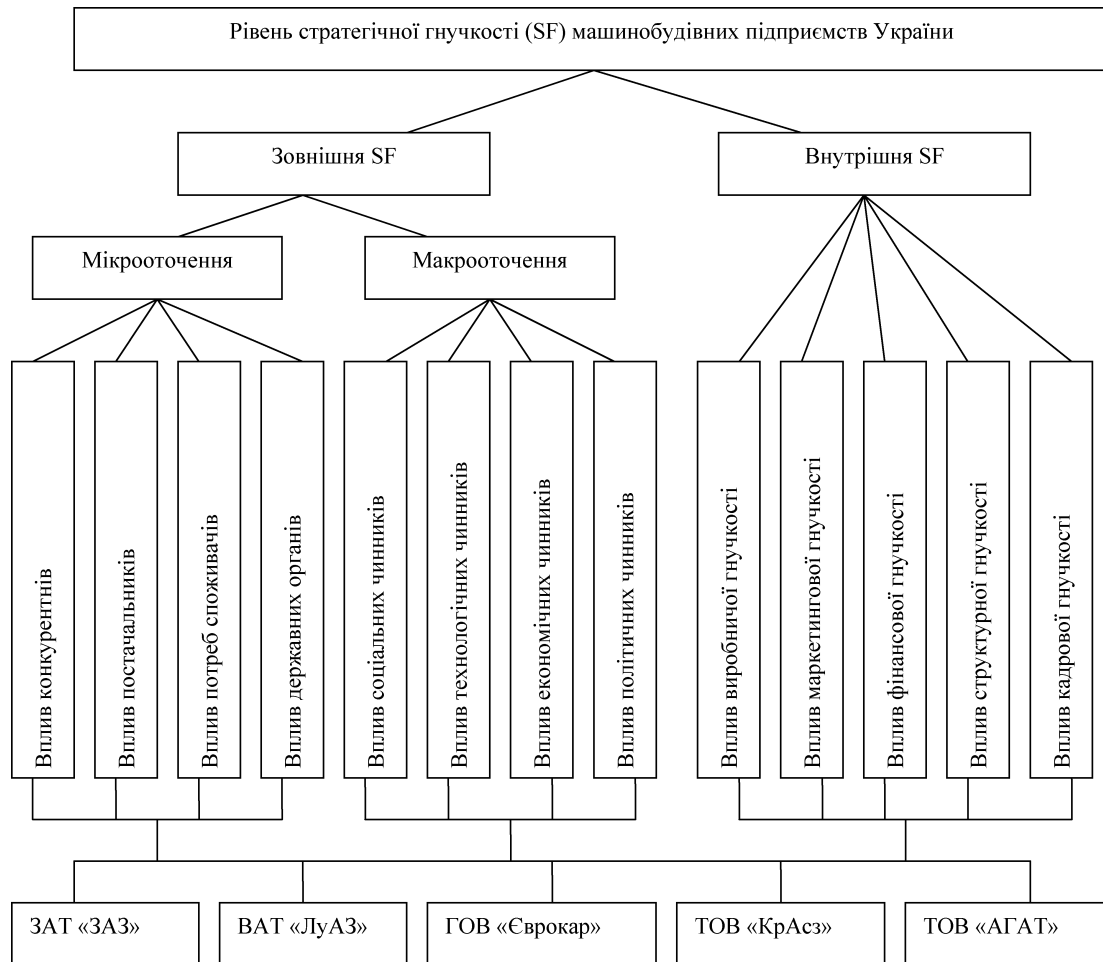 Рівень стратегічної гнучкості (SF) машинобудівних підприємств України
Зовнішня SF
Внутрішня SF
Мікрооточення
Макрооточення
Вплив конкурентнів
Вплив постачальників
Вплив потреб споживачів
Вплив державних органів
Вплив соціальних чинників
Вплив технологічних чинників
Вплив економічних чинників
Вплив політичних чинників
Вплив виробничої гнучкості
Вплив маркетингової гнучкості
Вплив фінансової гнучкості
Вплив структурної гнучкості
Вплив кадрової гнучкості
ЗАТ «ЗАЗ»
ВАТ «ЛуАЗ»
ГОВ «Єврокар»
ТОВ «КрАсз»
ТОВ «АГАТ»